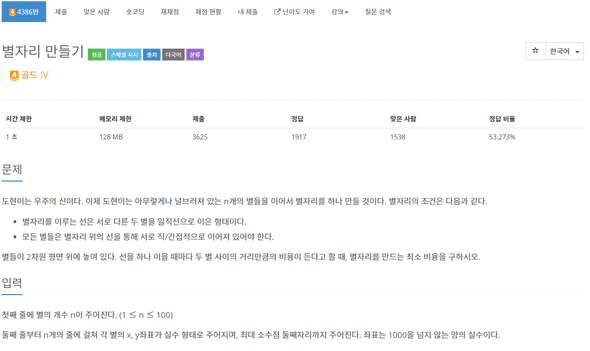 4 4386번 제출 맞은 사람 숏코딩 재채점 채점 현황 내 제출 난이도 기여 강의 질문 검색
별자리 만들기 성공 스페셜 저지 출처 다국어 분류
한국어
4 골드 IV
시간 제한 메모리 제한 제출 정답 맞은 사람 정답 비율
1 초 128 MB 3625 1917 1538 53.273%
문제
도현이는 우주의 신이다. 이제 도현이는 아무렇게나 널브러져 있는 n개의 별들을 이어서 별자리를 하나 만들 것이다. 별자리의 조건은 다음과 같다.
• 별자리를 이루는 선은 서로 다른 두 별을 일직선으로 이은 형태이다.
• 모든 별들은 별자리 위의 선을 통해 서로 직/간접적으로 이어져 있어야 한다.
별들이 2차원 평면 위에 놓여 있다. 선을 하나 이을 때마다 두 별 사이의 거리만큼의 비용이 든다고 할 때, 별자리를 만드는 최소 비용을 구하시오.
입력
첫째 줄에 별의 개수 n이 주어진다. (1 ≤ n ≤ 100)
둘째 줄부터 n개의 줄에 걸쳐 각 별의 x, y좌표가 실수 형태로 주어지며, 최대 소수점 둘째자리까지 주어진다. 좌표는 1000을 넘지 않는 양의 실수이다.